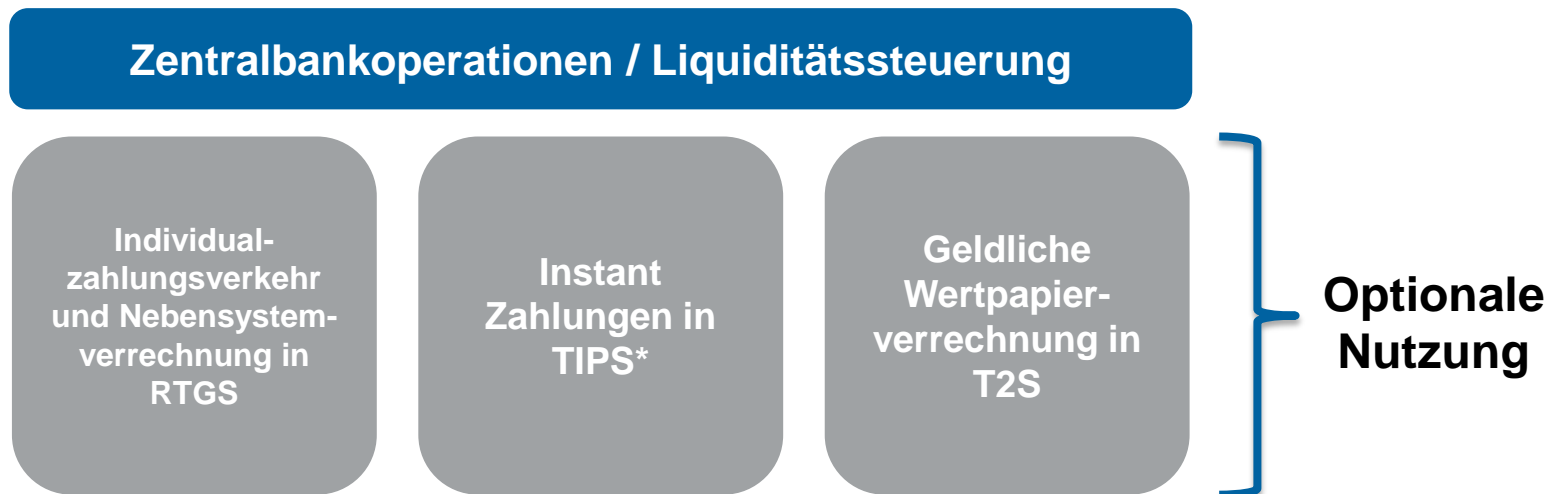 Zentralbankoperationen / Liquiditätssteuerung
Individual-
zahlungsverkehr
und Nebensystem-
verrechnung in
RTGS
Instant
Zahlungen in
TIPS*
Geldliche
Wertpapier-
verrechnung in
T2S
Optionale
Nutzung